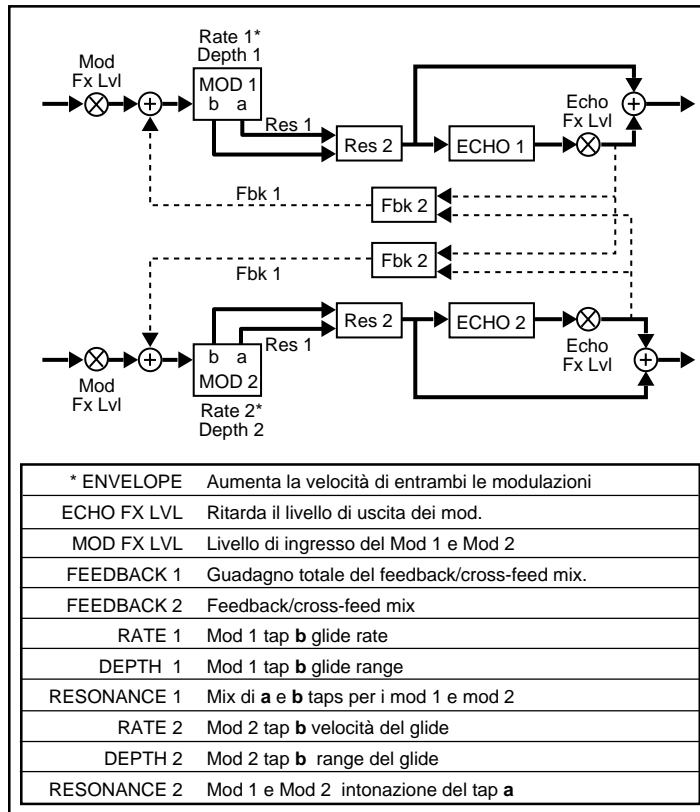 Mod
Fx Lvl
Rate 1*
Depth 1
MOD 1
b a
Res 1
Res 2
ECHO 1
Echo
Fx Lvl
Fbk 1
Fbk 2
Fbk 2
Fbk 1
Res 2
ECHO 2
Echo
Fx Lvl
Res 1
b a
MOD 2
Mod
Fx Lvl
Rate 2*
Depth 2
* ENVELOPE Aumenta la velocità di entrambi le modulazioni
ECHO FX LVL Ritarda il livello di uscita dei mod.
MOD FX LVL Livello di ingresso del Mod 1 e Mod 2
FEEDBACK 1 Guadagno totale del feedback/cross-feed mix.
FEEDBACK 2 Feedback/cross-feed mix
RATE 1 Mod 1 tap b glide rate
DEPTH 1 Mod 1 tap b glide range
RESONANCE 1 Mix di a e b taps per i mod 1 e mod 2
RATE 2 Mod 2 tap b velocità del glide
DEPTH 2 Mod 2 tap b range del glide
RESONANCE 2 Mod 1 e Mod 2 intonazione del tap a